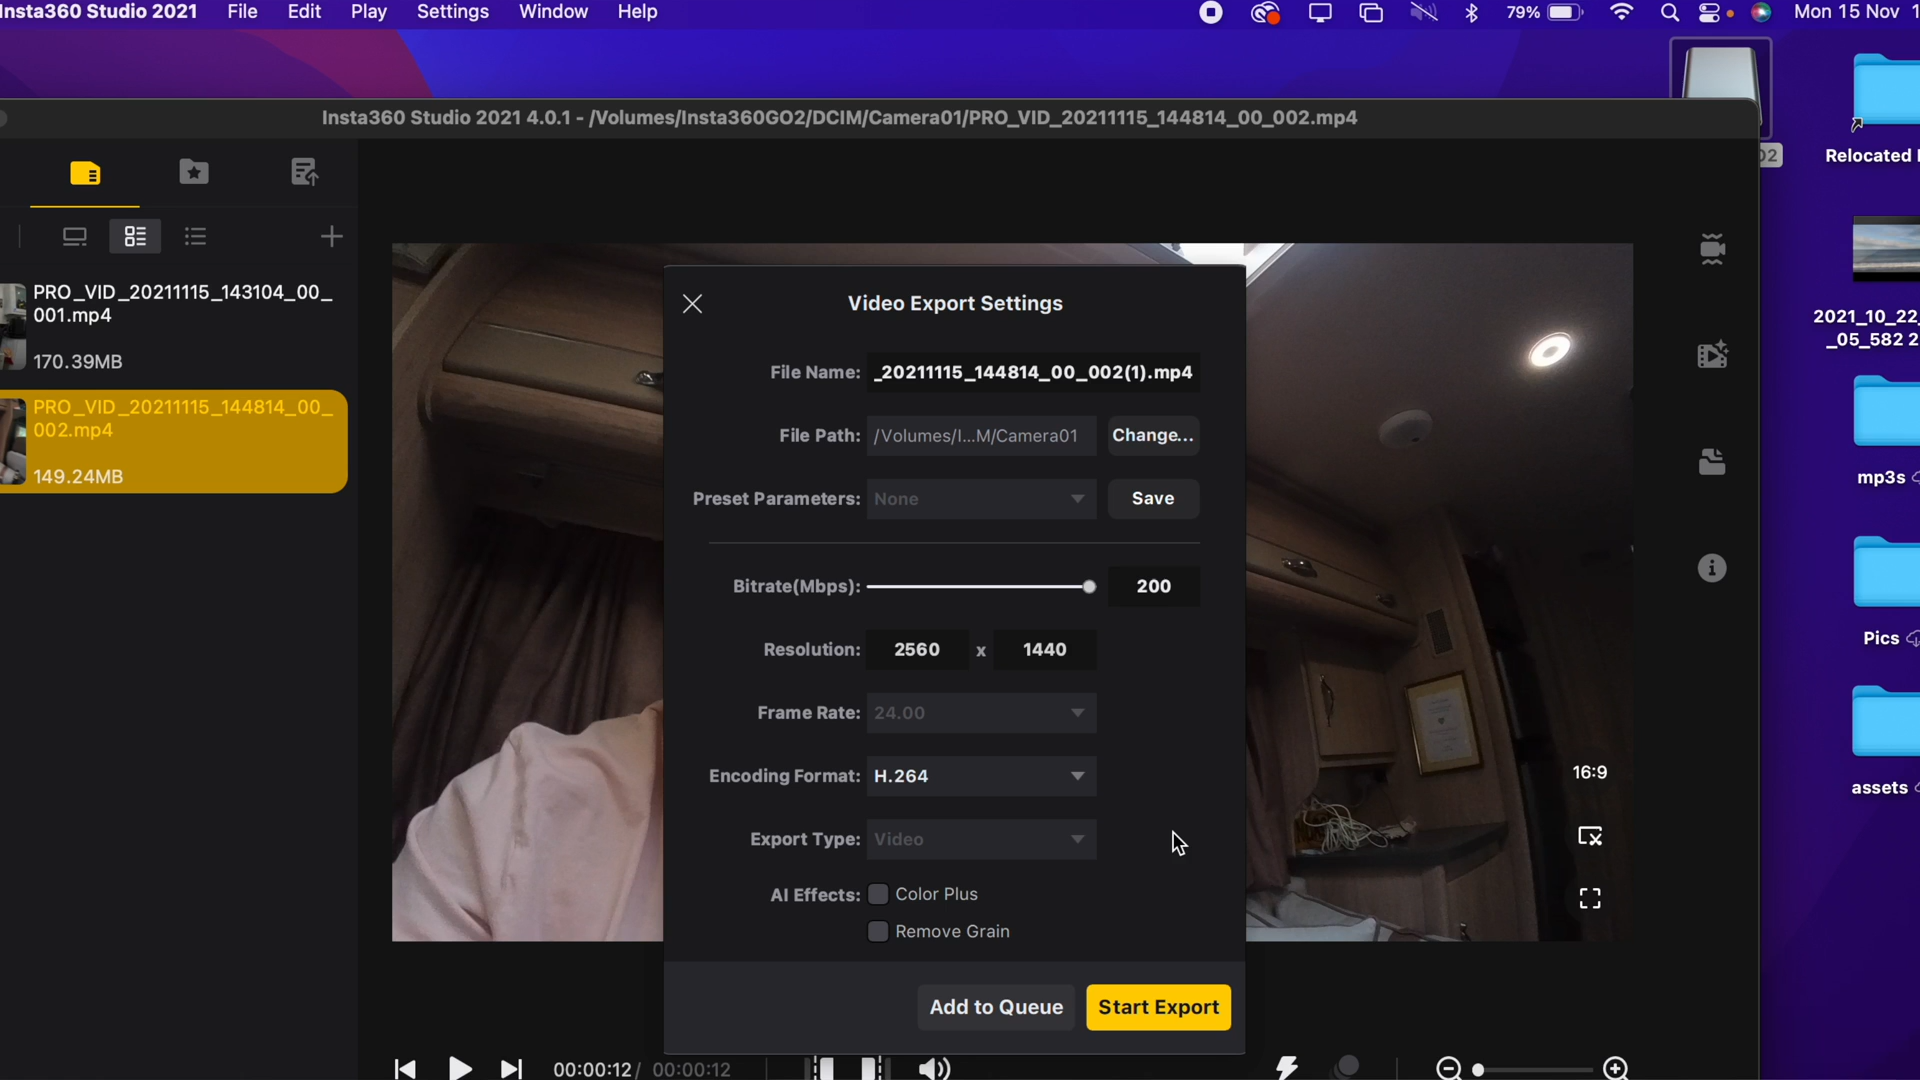 Insta360 Studio 2021 File Edit Play Settings Window Help 79% Mon 15 Nov 1
Insta360 Studio 2021 4.0.1 - /Volumes/Insta360GO2/DCIM/Camera01/PRO_VID_20211115_144814_00_002.mp4
PRO_VID_20211115_143104_00_
001.mp4
170.39MB
PRO_VID_20211115_144814_00_
002.mp4
149.24MB
Video Export Settings
File Name: _20211115_144814_00_002(1).mp4
File Path: /Volumes/I...M/Camera01 Change...
Preset Parameters: None Save
Bitrate(Mbps): 200
Resolution: 2560 x 1440
Frame Rate: 24.00
Encoding Format: H.264
Export Type: Video
AI Effects: Color Plus
Remove Grain
Add to Queue Start Export
16:9
00:00:12 / 00:00:12
Relocated
2021_10_22_
_05_582 2
mp3s
Pics
assets